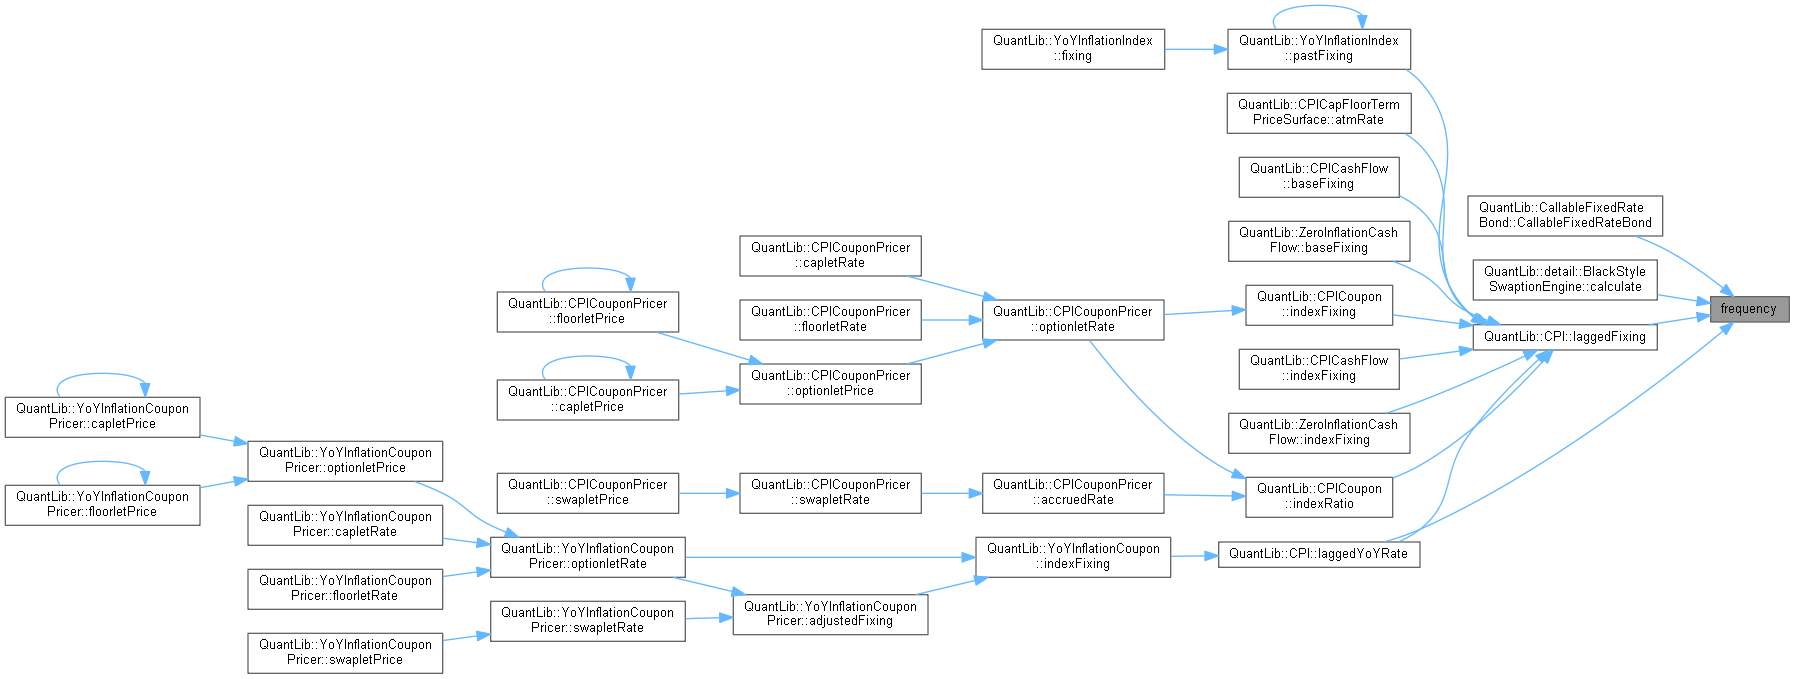 QuantLib::YoYInflationIndex
::fixing
QuantLib::YoYInflationIndex
::pastFixing
QuantLib::CPICapFloorTerm
PriceSurface::atmRate
QuantLib::CPICashFlow
::baseFixing
QuantLib::ZeroInflationCash
Flow::baseFixing
QuantLib::CallableFixedRate
Bond::CallableFixedRateBond
QuantLib::detail::BlackStyle
SwaptionEngine::calculate
frequency
QuantLib::CPI::laggedFixing
QuantLib::CPICouponPricer
::capletRate
QuantLib::CPICouponPricer
::floorletPrice
QuantLib::CPICouponPricer
::floorletRate
QuantLib::CPICouponPricer
::optionletRate
QuantLib::CPICoupon
::indexFixing
QuantLib::CPICashFlow
::indexFixing
QuantLib::CPICouponPricer
::capletPrice
QuantLib::CPICouponPricer
::optionletPrice
QuantLib::ZeroInflationCash
Flow::indexFixing
QuantLib::YoYInflationCoupon
Pricer::capletPrice
QuantLib::YoYInflationCoupon
Pricer::optionletPrice
QuantLib::YoYInflationCoupon
Pricer::floorletPrice
QuantLib::CPICouponPricer
::swapletPrice
QuantLib::CPICouponPricer
::swapletRate
QuantLib::CPICouponPricer
::accruedRate
QuantLib::CPICoupon
::indexRatio
QuantLib::YoYInflationCoupon
Pricer::capletRate
QuantLib::YoYInflationCoupon
Pricer::optionletRate
QuantLib::YoYInflationCoupon
::indexFixing
QuantLib::CPI::laggedYoYRate
QuantLib::YoYInflationCoupon
Pricer::floorletRate
QuantLib::YoYInflationCoupon
Pricer::swapletRate
QuantLib::YoYInflationCoupon
Pricer::adjustedFixing
QuantLib::YoYInflationCoupon
Pricer::swapletPrice